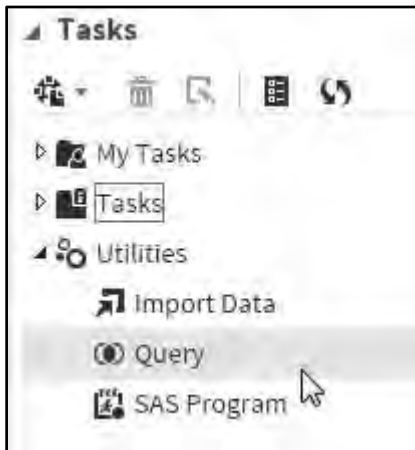 Tasks
My Tasks
Tasks
Utilities
Import Data
Query
SAS Program